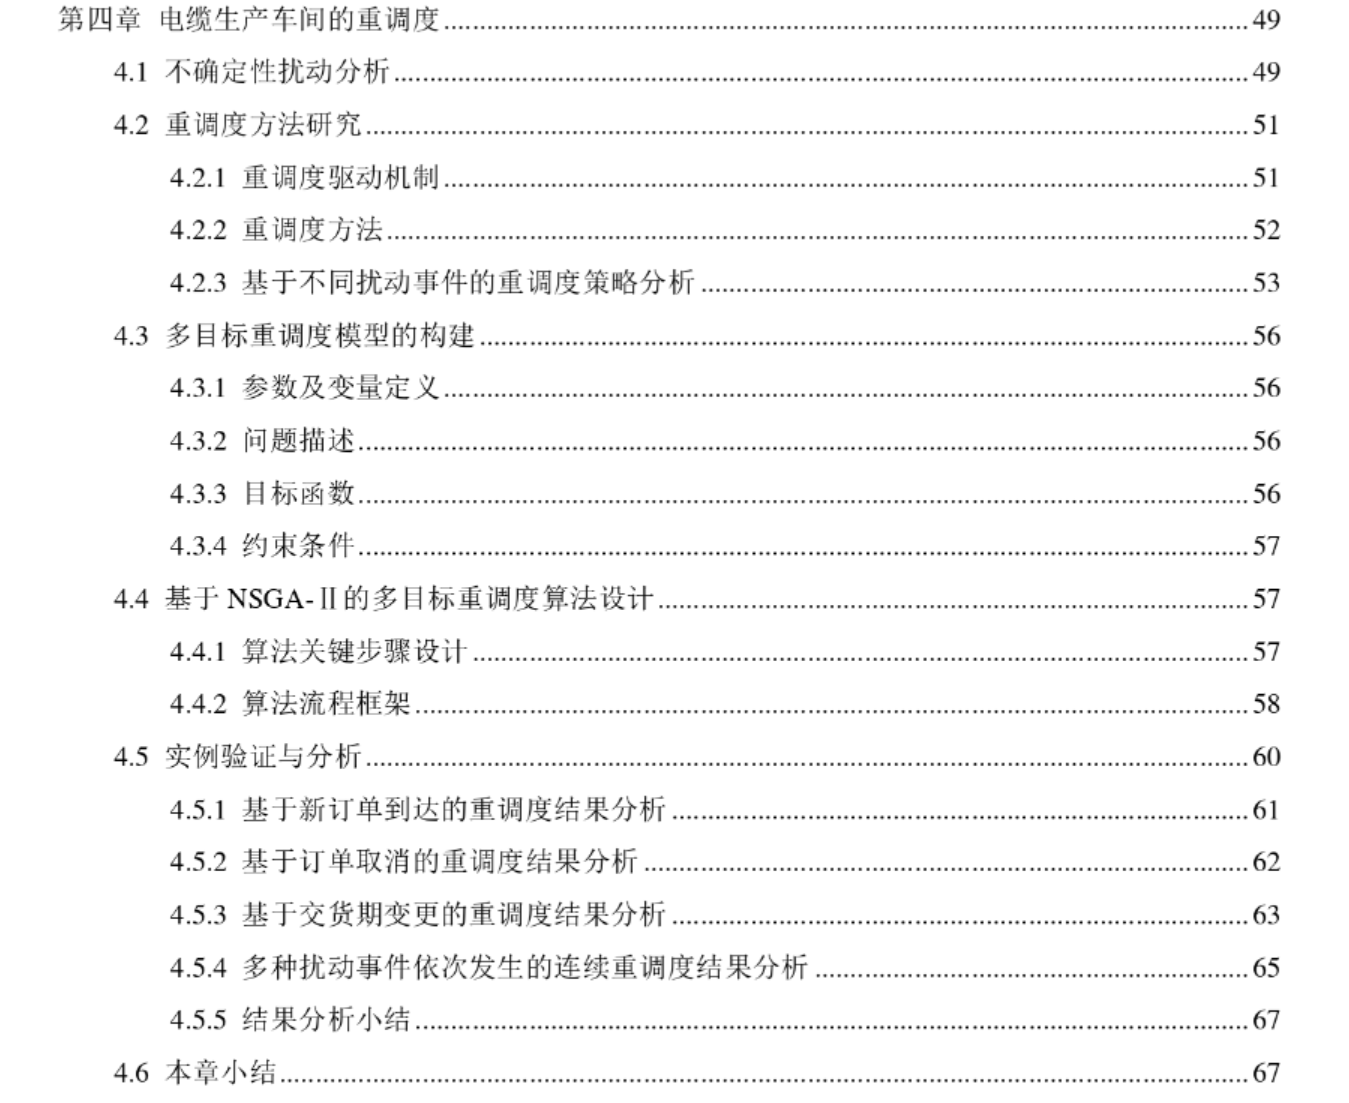 第四章 电缆生产车间的重调度 49
4.1 不确定性扰动分析 49
4.2 重调度方法研究 51
4.2.1 重调度驱动机制 51
4.2.2 重调度方法 52
4.2.3 基于不同扰动事件的重调度策略分析 53
4.3 多目标重调度模型的构建 56
4.3.1 参数及变量定义 56
4.3.2 问题描述 56
4.3.3 目标函数 56
4.3.4 约束条件 57
4.4 基于 NSGA-Ⅱ的多目标重调度算法设计 57
4.4.1 算法关键步骤设计 57
4.4.2 算法流程框架 58
4.5 实例验证与分析 60
4.5.1 基于新订单到达的重调度结果分析 61
4.5.2 基于订单取消的重调度结果分析 62
4.5.3 基于交货期变更的重调度结果分析 63
4.5.4 多种扰动事件依次发生的连续重调度结果分析 65
4.5.5 结果分析小结 67
4.6 本章小结 67